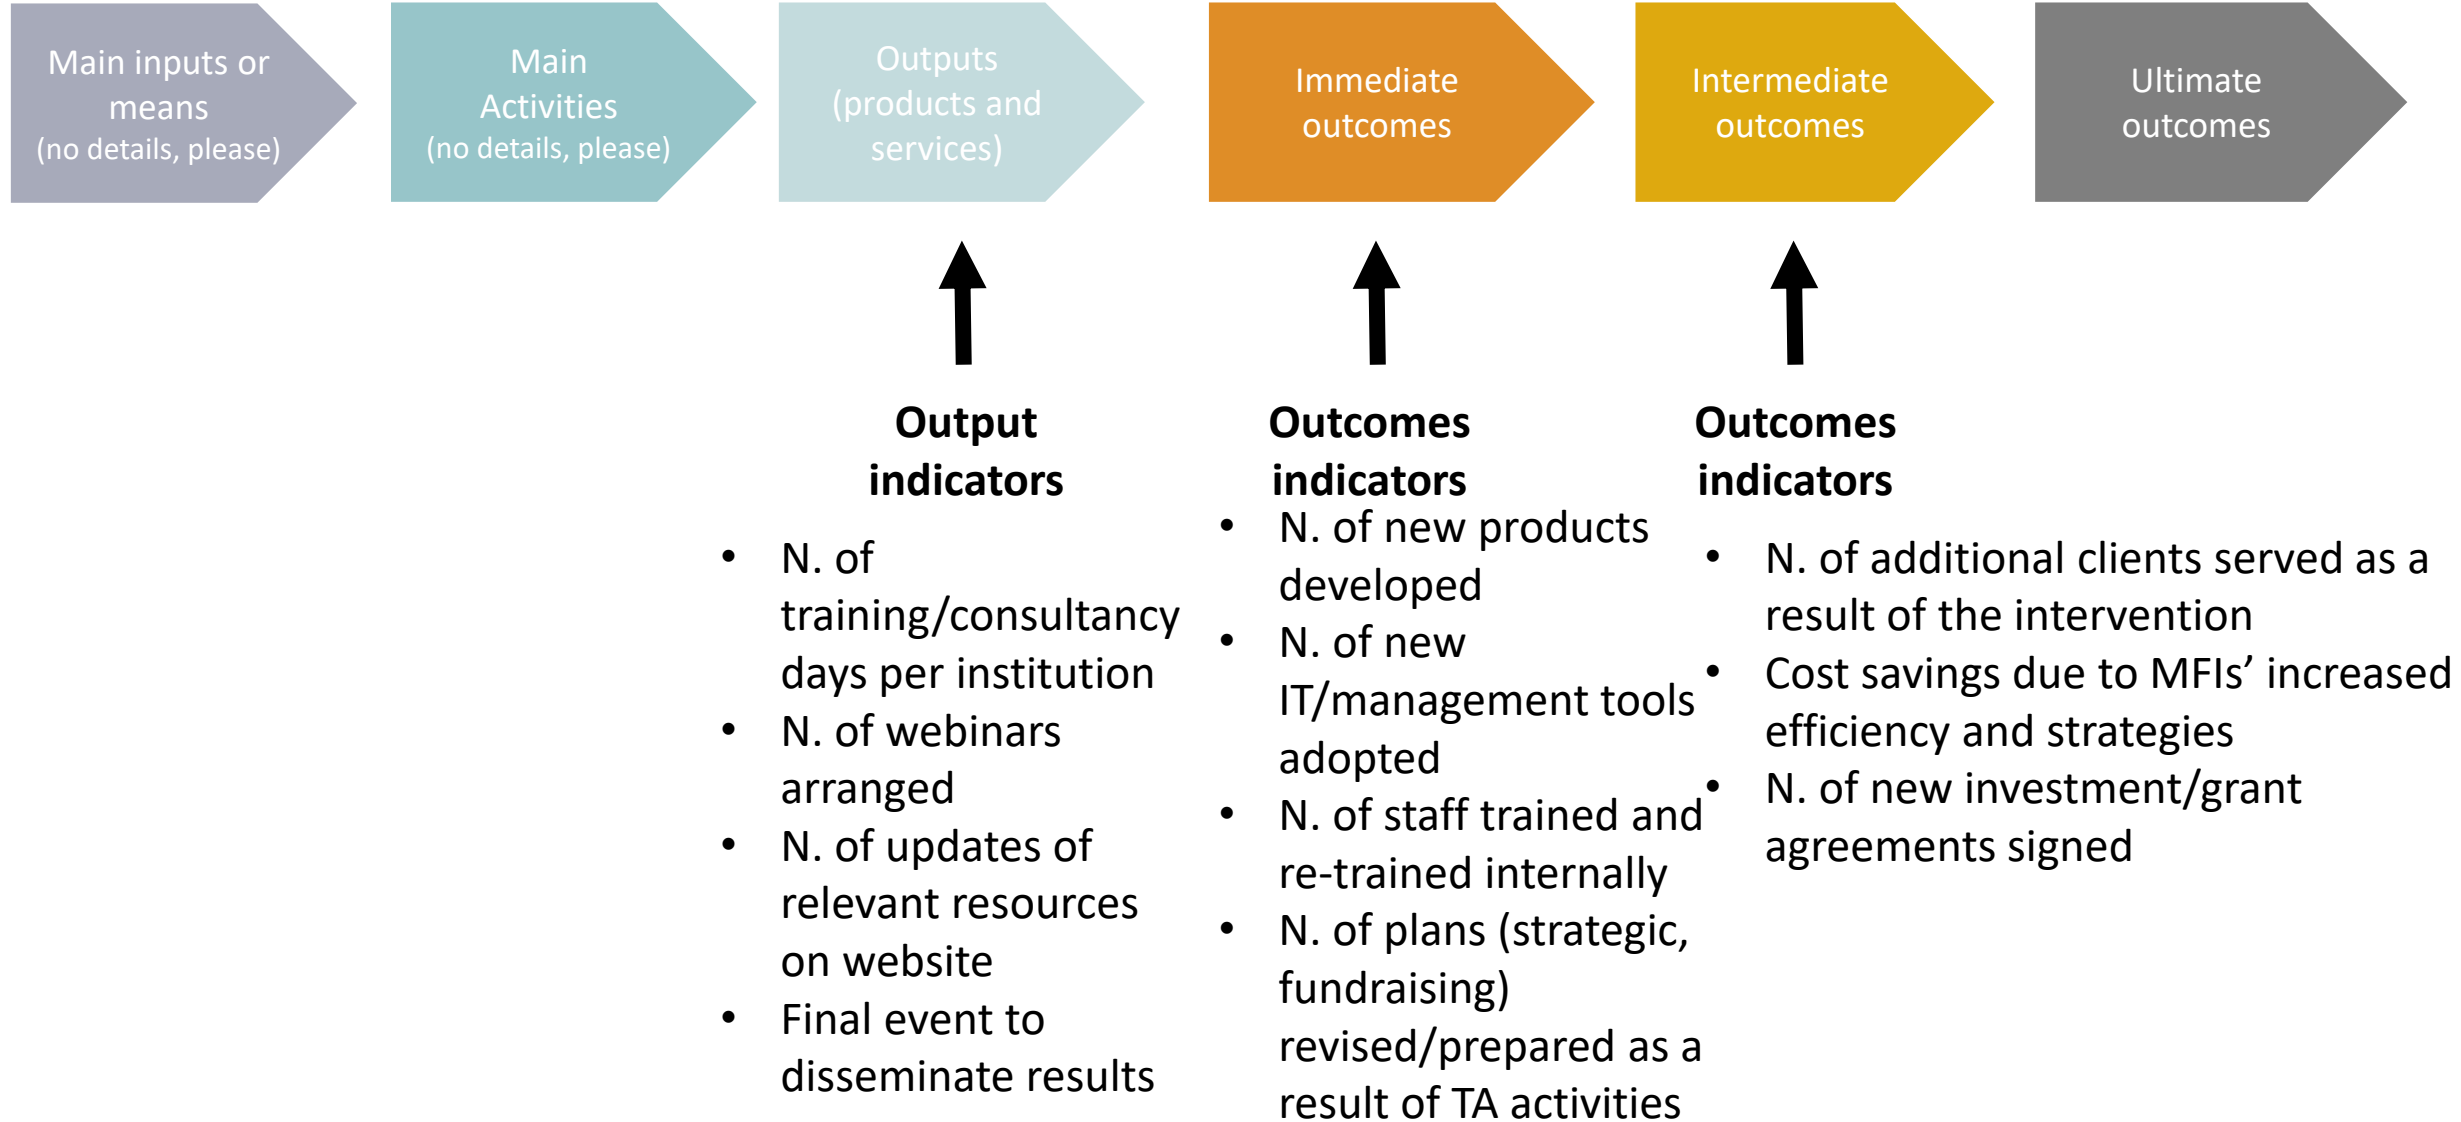 Main inputs or
means
(no details, please)
Main
Activities
(no details, please)
Outputs
(products and
services)
Immediate
outcomes
Intermediate
outcomes
Ultimate
outcomes
Output
indicators
• N. of
training/consultancy
days per institution
• N. of webinars
arranged
• N. of updates of
relevant resources
on website
• Final event to
disseminate results
Outcomes
indicators
• N. of new products
developed
• N. of new
IT/management tools
adopted
• N. of staff trained and
re-trained internally
• N. of plans (strategic,
fundraising)
revised/prepared as a
result of TA activities
Outcomes
indicators
• N. of additional clients served as a
result of the intervention
• Cost savings due to MFIs’ increased
efficiency and strategies
• N. of new investment/grant
agreements signed